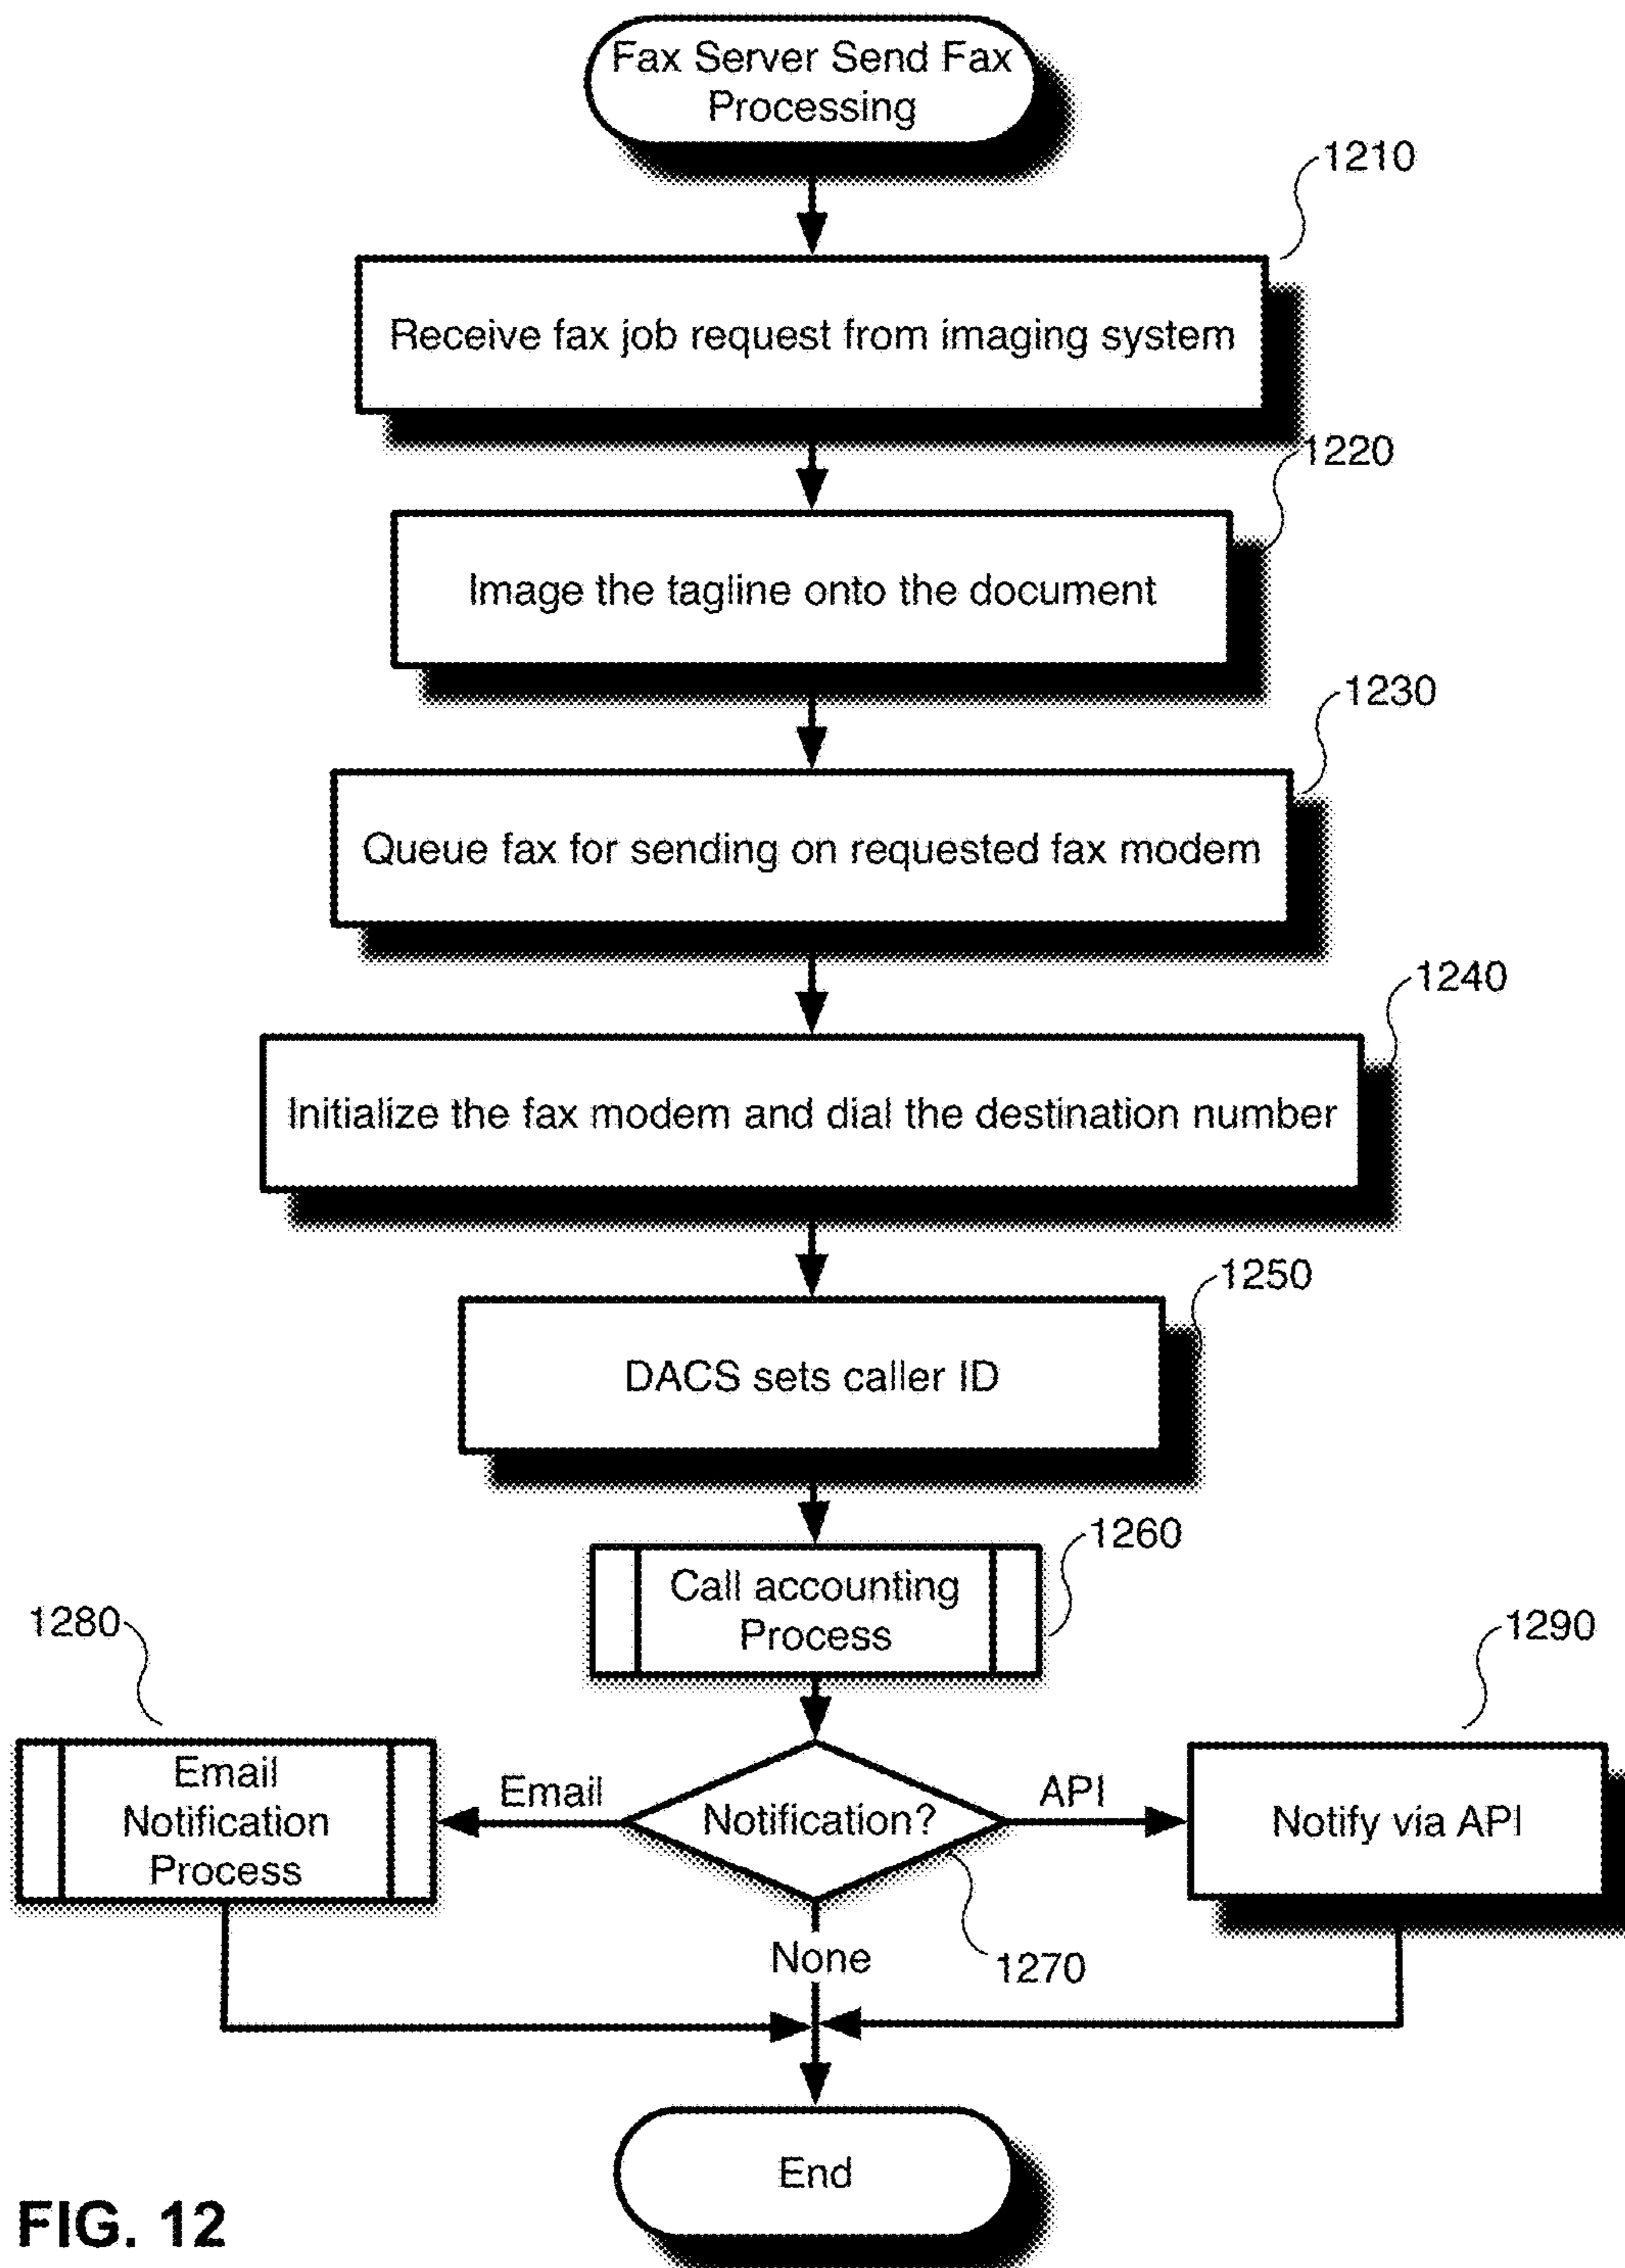 Fax Server Send Fax
Processing
1210
Receive fax job request from imaging system
1220
Image the tagline onto the document
1230
Queue fax for sending on requested fax modem
1240
Initialize the fax modem and dial the destination number
1250
DACS sets caller ID
1260
Call accounting
Process
1280
1290
Email
Notification
Process
Email
Notification?
API
Notify via API
None
1270
End
FIG. 12